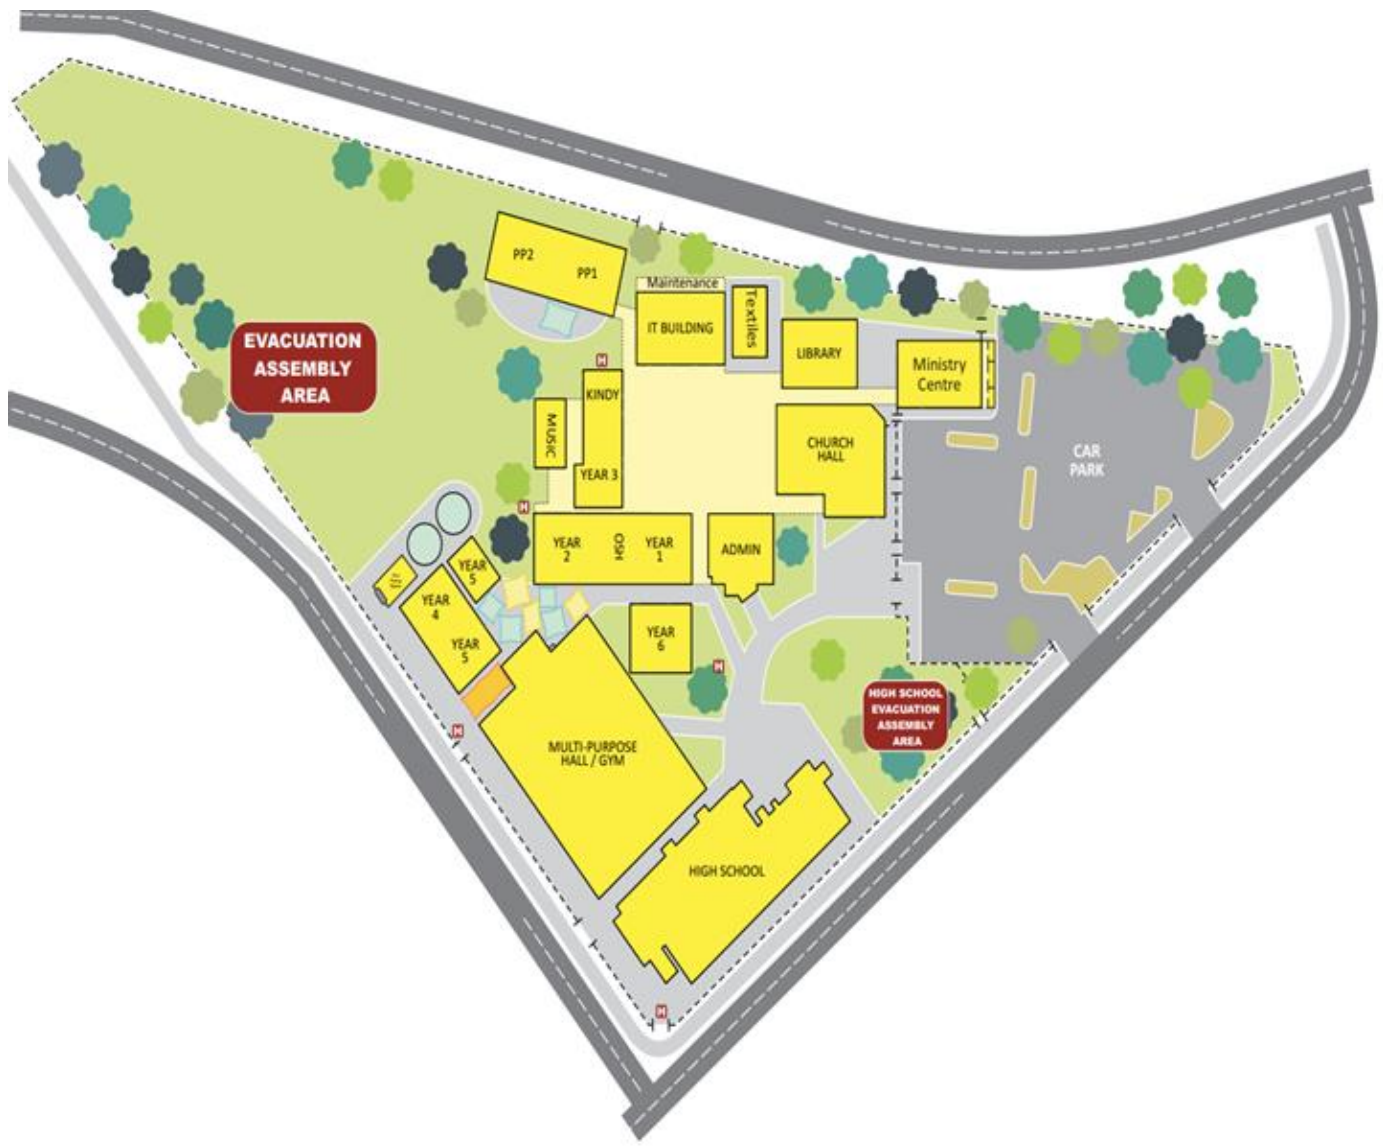 PP2
PP1
Maintenance
IT BUILDING
Textiles
LIBRARY
Ministry
Centre
EVACUATION
ASSEMBLY
AREA
H
KINDY
MUSIC
CHURCH
HALL
CAR
PARK
YEAR 3
H
YEAR
2
OSH
YEAR
1
ADMIN
YEAR
5
YEAR
4
YEAR
5
YEAR
6
H
HIGH SCHOOL
EVACUATION
ASSEMBLY
AREA
H
MULTI-PURPOSE
HALL / GYM
HIGH SCHOOL
H